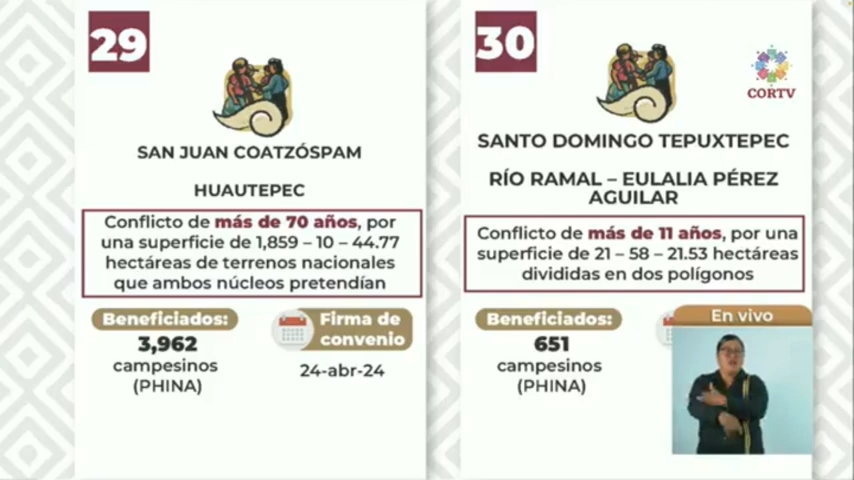 29
SAN JUAN COATZÓSPAM
HUAUTEPEC
Conflicto de más de 70 años, por
una superficie de 1,859 – 10 – 44.77
hectáreas de terrenos nacionales
que ambos núcleos pretendían
Beneficiados:
3,962
campesinos
(PHINA)
Firma de
convenio
24-abr-24
30
CORTV
SANTO DOMINGO TEPUXTEPEC
RÍO RAMAL – EULALIA PÉREZ
AGUILAR
Conflicto de más de 11 años, por una
superficie de 21 – 58 – 21.53 hectáreas
divididas en dos polígonos
Beneficiados:
651
campesinos
(PHINA)
En vivo